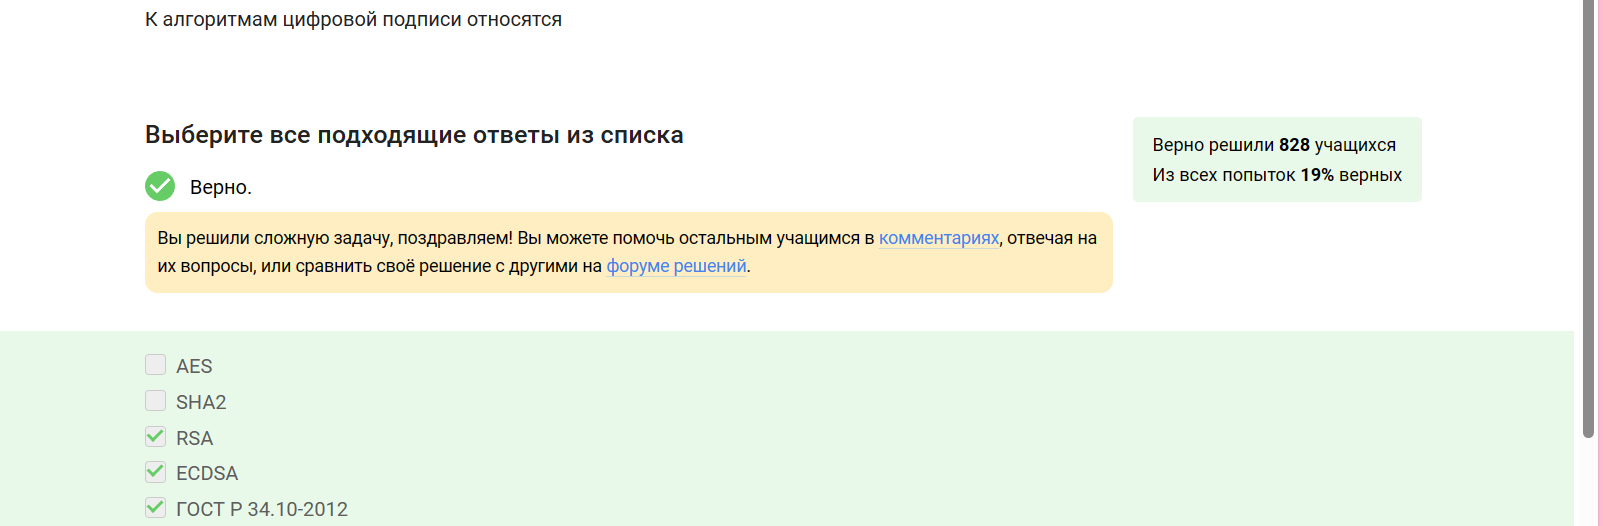 К алгоритмам цифровой подписи относятся
Выберите все подходящие ответы из списка
Верно.
Вы решили сложную задачу, поздравляем! Вы можете помочь остальным учащимся в комментариях, отвечая на
их вопросы, или сравнить своё решение с другими на форуме решений.
Верно решили 828 учащихся
Из всех попыток 19% верных
AES
SHA2
RSA
ECDSA
ГОСТ Р 34.10-2012